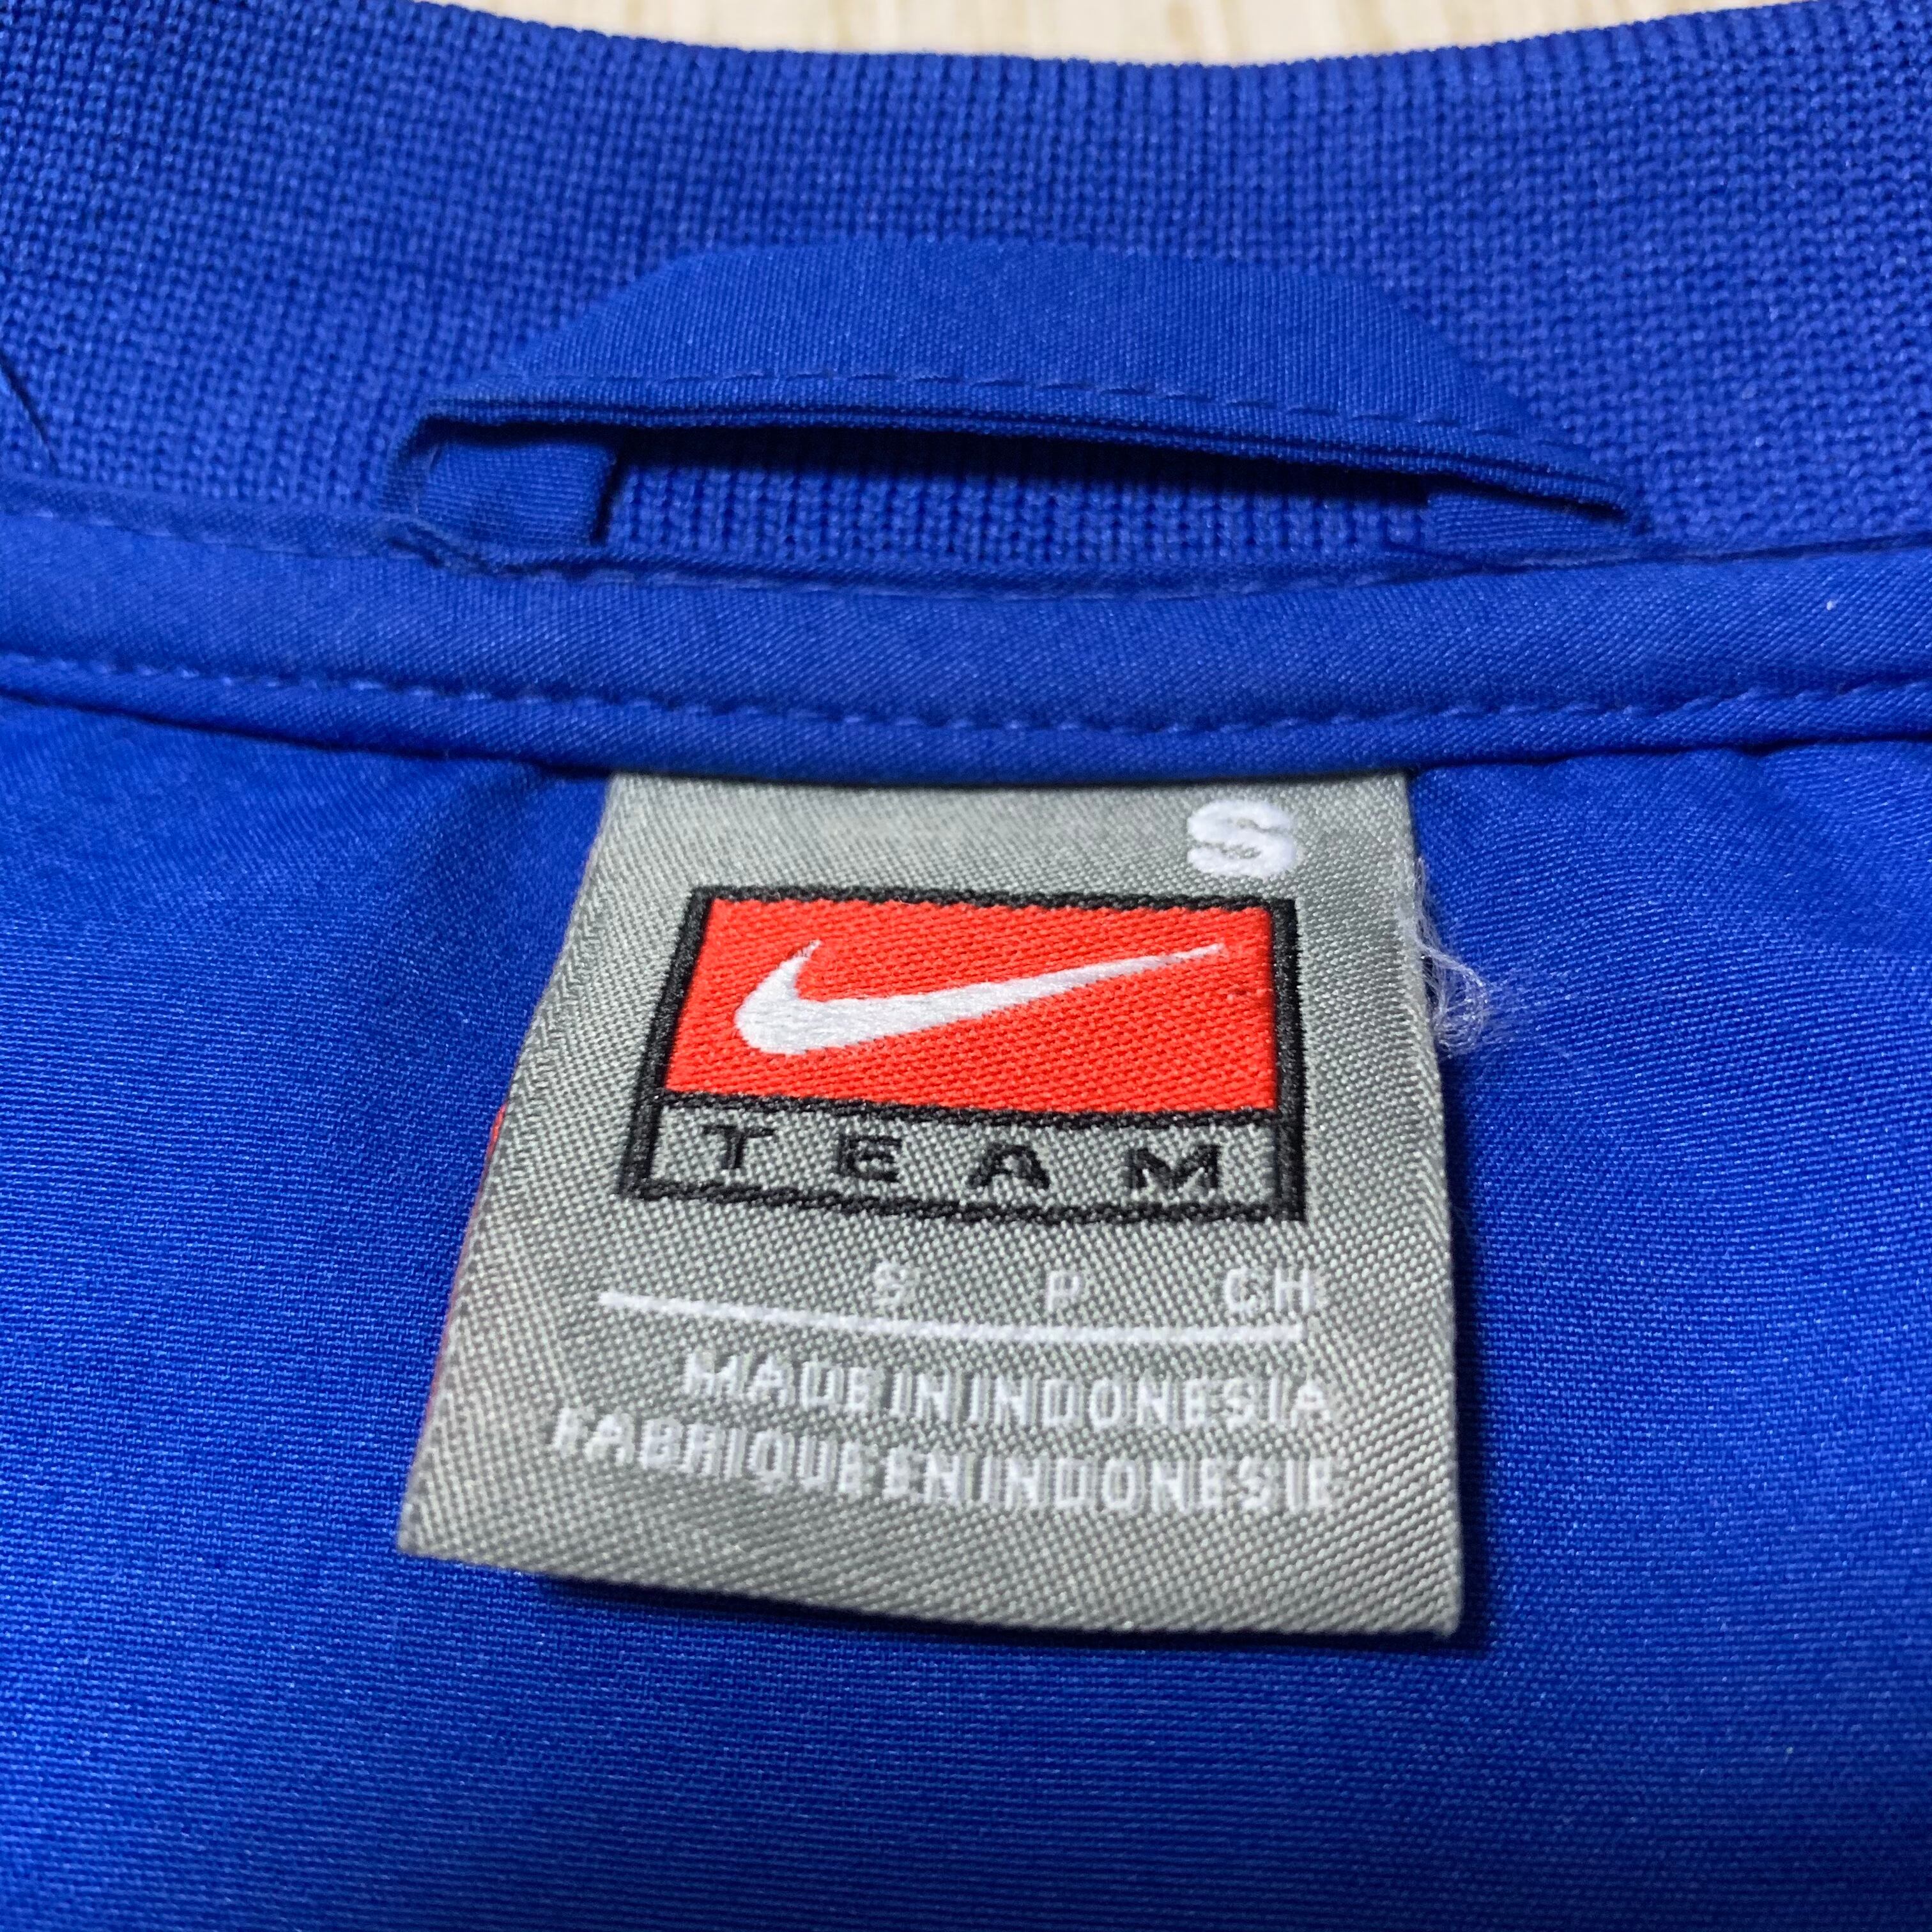 S
TEAM
S P CH
MADE IN INDONESIA
FABRIQUE EN INDONESIE